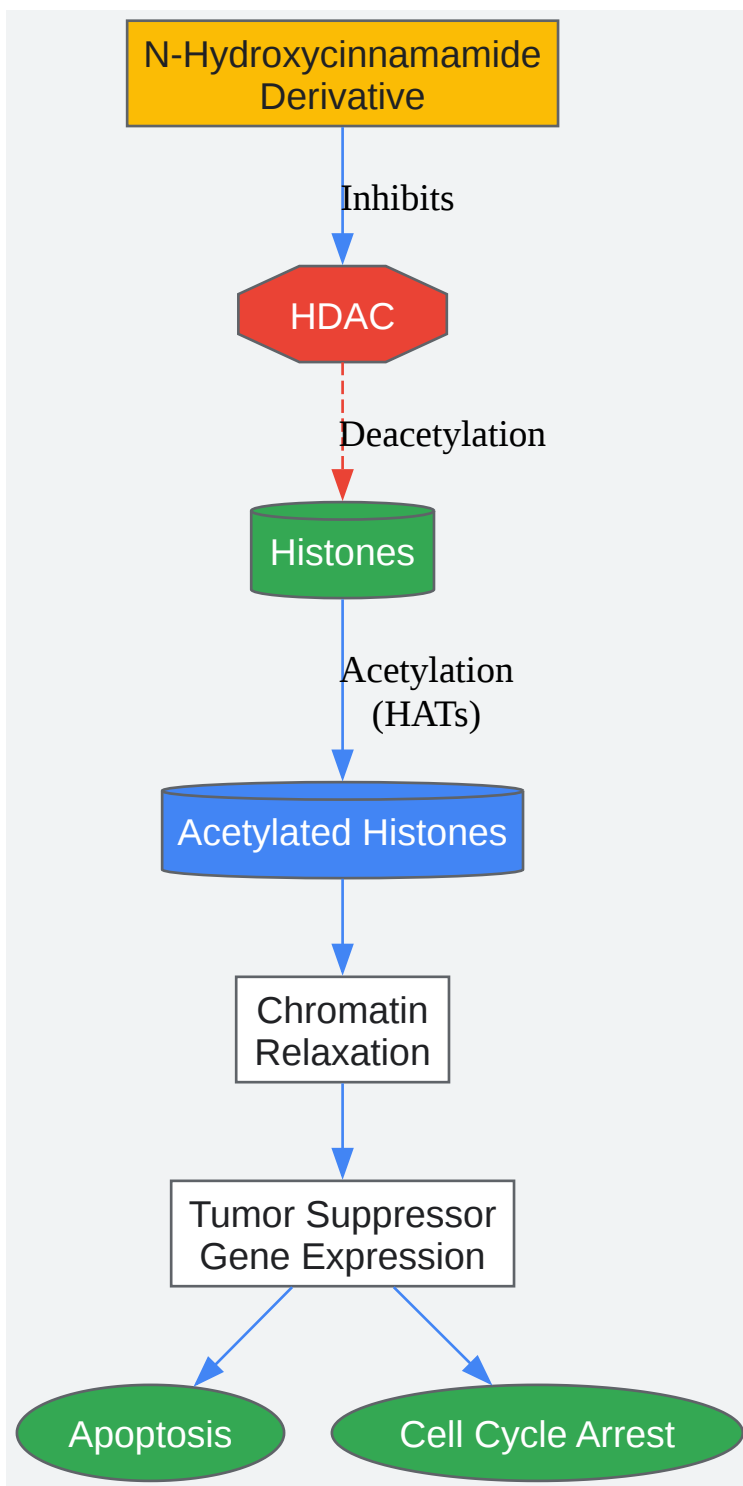 N-Hydroxycinnamamide
Derivative
Inhibits
HDAC
Deacetylation
Histones
Acetylation
(HATs)
Acetylated Histones
Chromatin
Relaxation
Tumor Suppressor
Gene Expression
Apoptosis
Cell Cycle Arrest